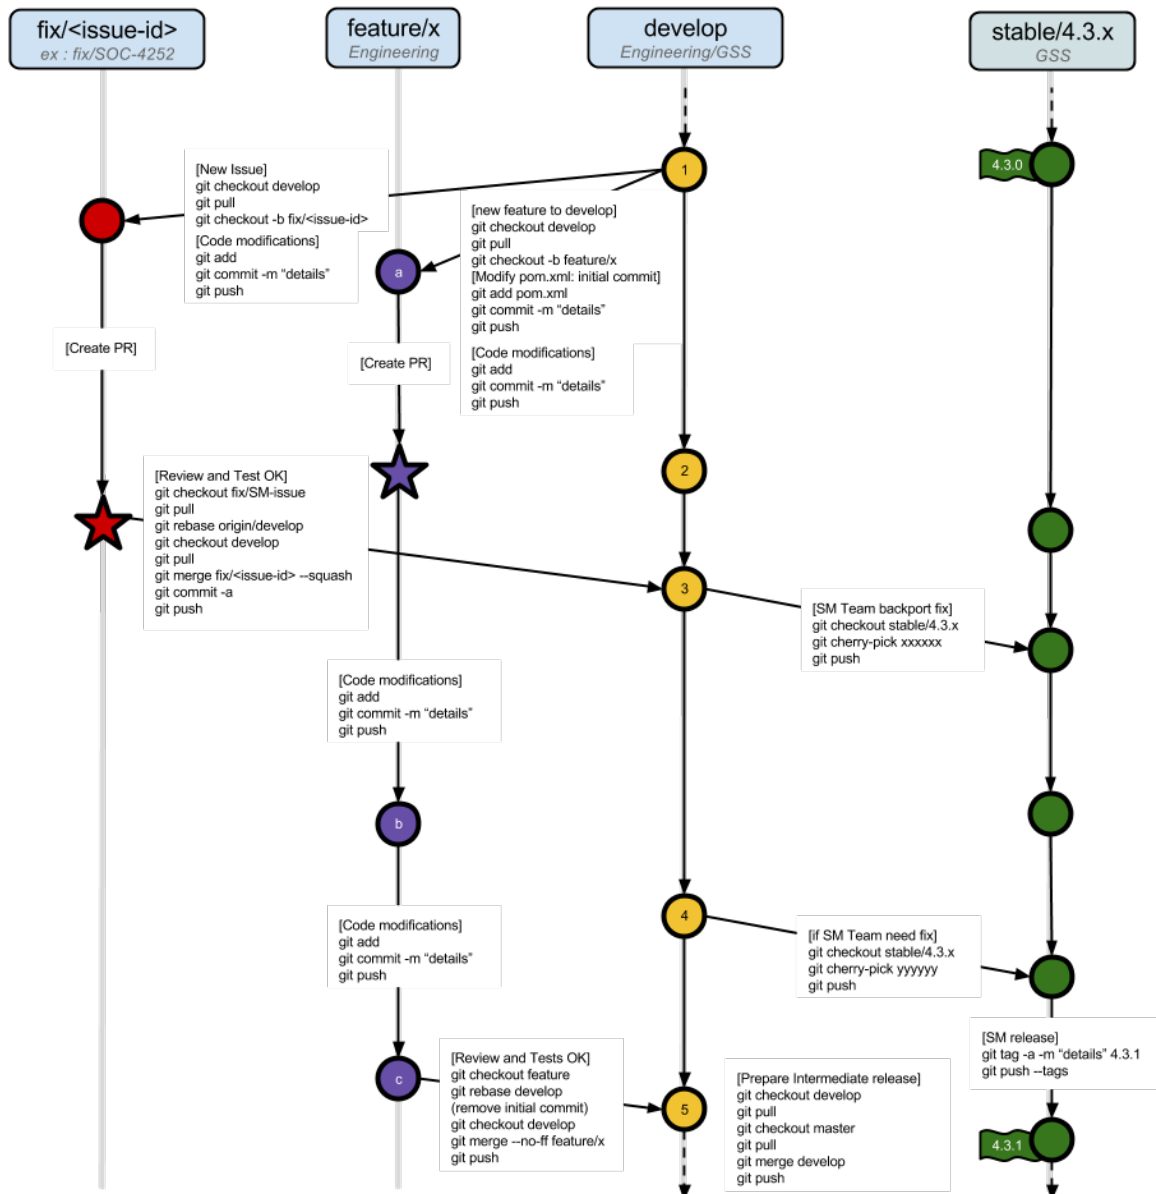 fix/<issue-id>
ex : fix/SOC-4252
feature/x
Engineering
develop
Engineering/GSS
stable/4.3.x
GSS
1
4.3.0
[New Issue]
git checkout develop
git pull
git checkout -b fix/<issue-id>
[Code modifications]
git add
git commit -m “details”
git push
[new feature to develop]
git checkout develop
git pull
git checkout -b feature/x
[Modify pom.xml: initial commit]
git add pom.xml
git commit -m “details”
git push
[Code modifications]
git add
git commit -m “details”
git push
a
[Create PR]
[Create PR]
2
[Review and Test OK]
git checkout fix/SM-issue
git pull
git rebase origin/develop
git checkout develop
git pull
git merge fix/<issue-id> --squash
git commit -a
git push
3
[SM Team backport fix]
git checkout stable/4.3.x
git cherry-pick xxxxxx
git push
[Code modifications]
git add
git commit -m “details”
git push
b
[Code modifications]
git add
git commit -m “details”
git push
4
[if SM Team need fix]
git checkout stable/4.3.x
git cherry-pick yyyyyy
git push
[SM release]
git tag -a -m “details” 4.3.1
git push --tags
c
[Review and Tests OK]
git checkout feature
git rebase develop
(remove initial commit)
git checkout develop
git merge --no-ff feature/x
git push
5
[Prepare Intermediate release]
git checkout develop
git pull
git checkout master
git pull
git merge develop
git push
4.3.1